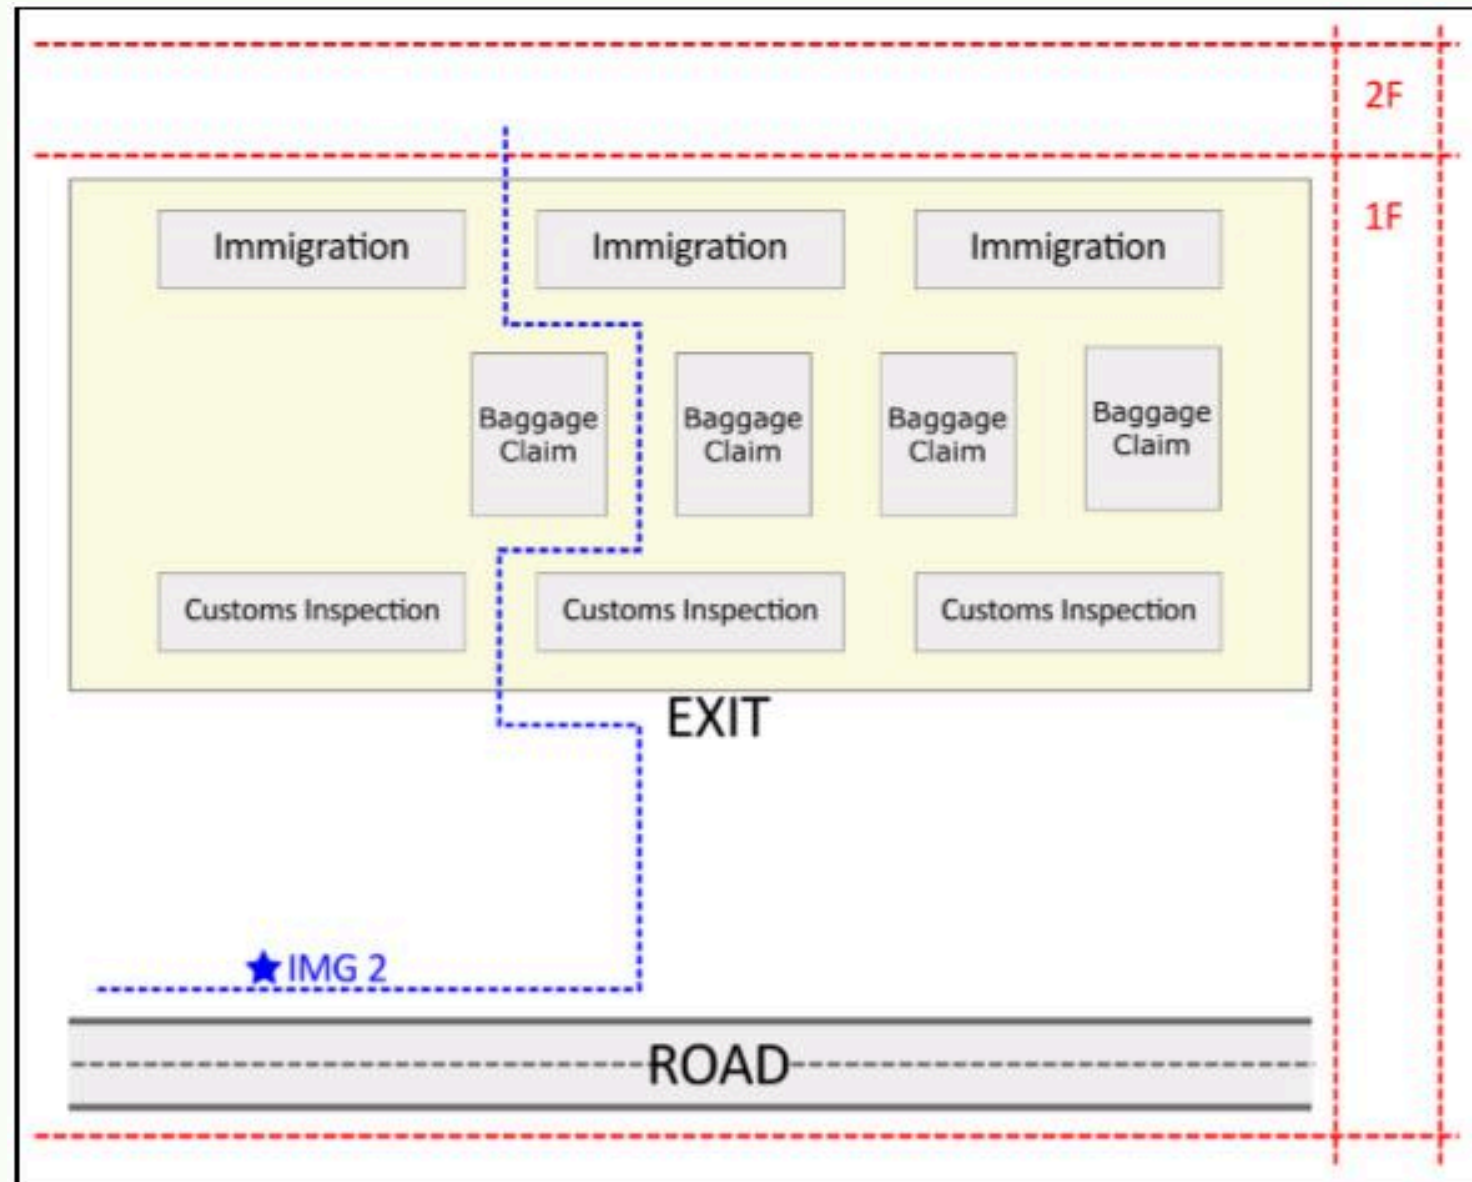 2F
1F
Immigration Immigration Immigration
Baggage Claim
Baggage Claim
Baggage Claim
Baggage Claim
Customs Inspection Customs Inspection Customs Inspection
EXIT
★IMG 2
ROAD